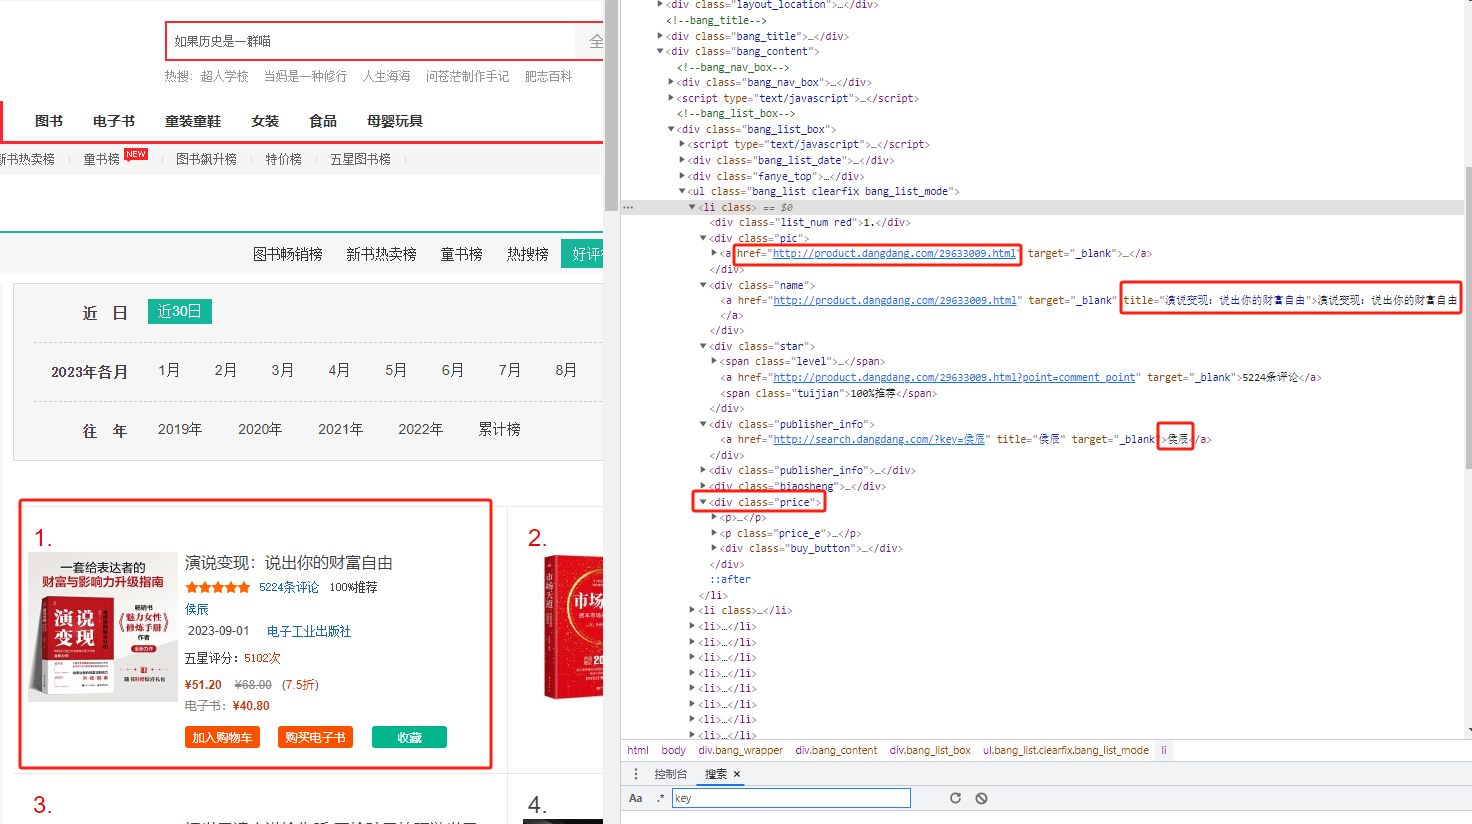 如果历史是一群喵
全
热搜： 超人学校 当妈是一种修行 人生海海 问苍茫制作手记 肥志百科
图书 电子书 童装童鞋 女装 食品 母婴玩具
新书热卖榜 童书榜 NEW 图书飙升榜 特价榜 五星图书榜
图书畅销榜 新书热卖榜 童书榜 热搜榜 好评
近 日 近30日
2023年各月 1月 2月 3月 4月 5月 6月 7月 8月
往 年 2019年 2020年 2021年 2022年 累计榜
1.
一套给表达者的
财富与影响力升级指南
演说
变现
畅销书
《魅力女性
修炼手册》
作者
全新力作
演说变现：说出你的财富自由
5224条评论 100%推荐
侯辰
2023-09-01 电子工业出版社
五星评分：5102次
¥51.20 ¥68.00 (7.5折)
电子书：¥40.80
加入购物车 购买电子书 收藏
2.
市场天道
市场
3.
4.
<div class="layout_location">…</div>
<!--bang_title-->
<div class="bang_title">…</div>
<div class="bang_content">
<!--bang_nav_box-->
<div class="bang_nav_box">…</div>
<script type="text/javascript">…</script>
<!--bang_list_box-->
<div class="bang_list_box">
<script type="text/javascript">…</script>
<div class="bang_list_date">…</div>
<div class="fanye_top">…</div>
<ul class="bang_list clearfix bang_list_mode">
… <li class> == $0
<div class="list_num red">1.</div>
<div class="pic">
<a href="http://product.dangdang.com/29633009.html" target="_blank">…</a>
</div>
<div class="name">
<a href="http://product.dangdang.com/29633009.html" target="_blank" title="演说变现：说出你的财富自由">演说变现：说出你的财富自由
</a>
</div>
<div class="star">
<span class="level">…</span>
<a href="http://product.dangdang.com/29633009.html?point=comment_point" target="_blank">5224条评论</a>
<span class="tuijian">100%推荐</span>
</div>
<div class="publisher_info">
<a href="http://search.dangdang.com/?key=侯辰" title="侯辰" target="_blank">侯辰</a>
</div>
<div class="publisher_info">…</div>
<div class="biaosheng">…</div>
<div class="price">
<p>…</p>
<p class="price_e">…</p>
<div class="buy_button">…</div>
</div>
::after
</li>
<li class>…</li>
<li>…</li>
<li>…</li>
<li>…</li>
<li>…</li>
<li>…</li>
<li>…</li>
<li>…</li>
<li>…</li>
html body div.bang_wrapper div.bang_content div.bang_list_box ul.bang_list.clearfix.bang_list_mode li
控制台 搜索 ×
Aa .* key